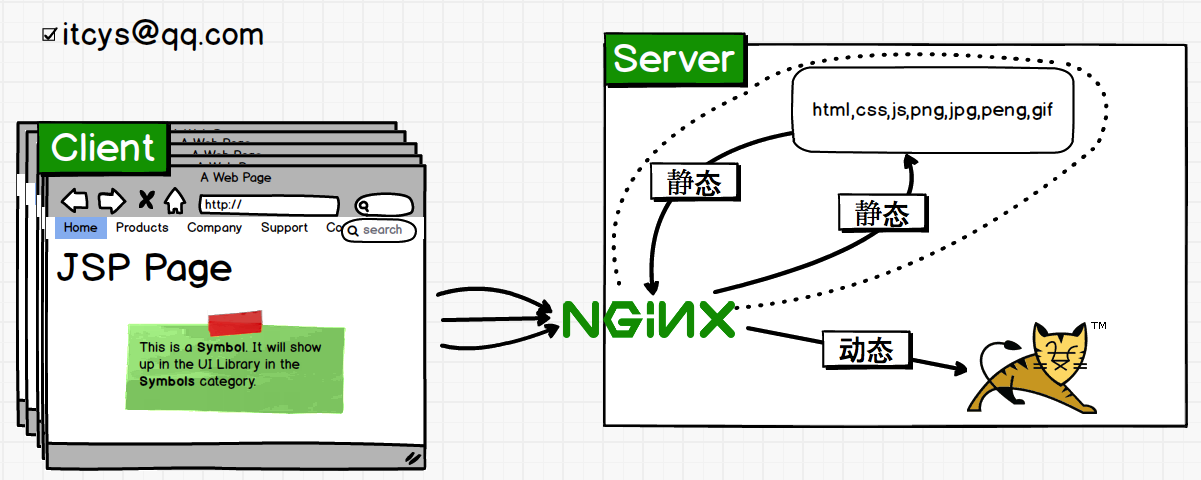 itcys@qq.com
Client
A Web Page
A Web Page
A Web Page
http://
Home Products Company Support Co search
JSP Page
This is a Symbol. It will show
up in the UI Library in the
Symbols category.
Server
html,css,js,png,jpg,peng,gif
静态
静态
NGiNX
动态
TM